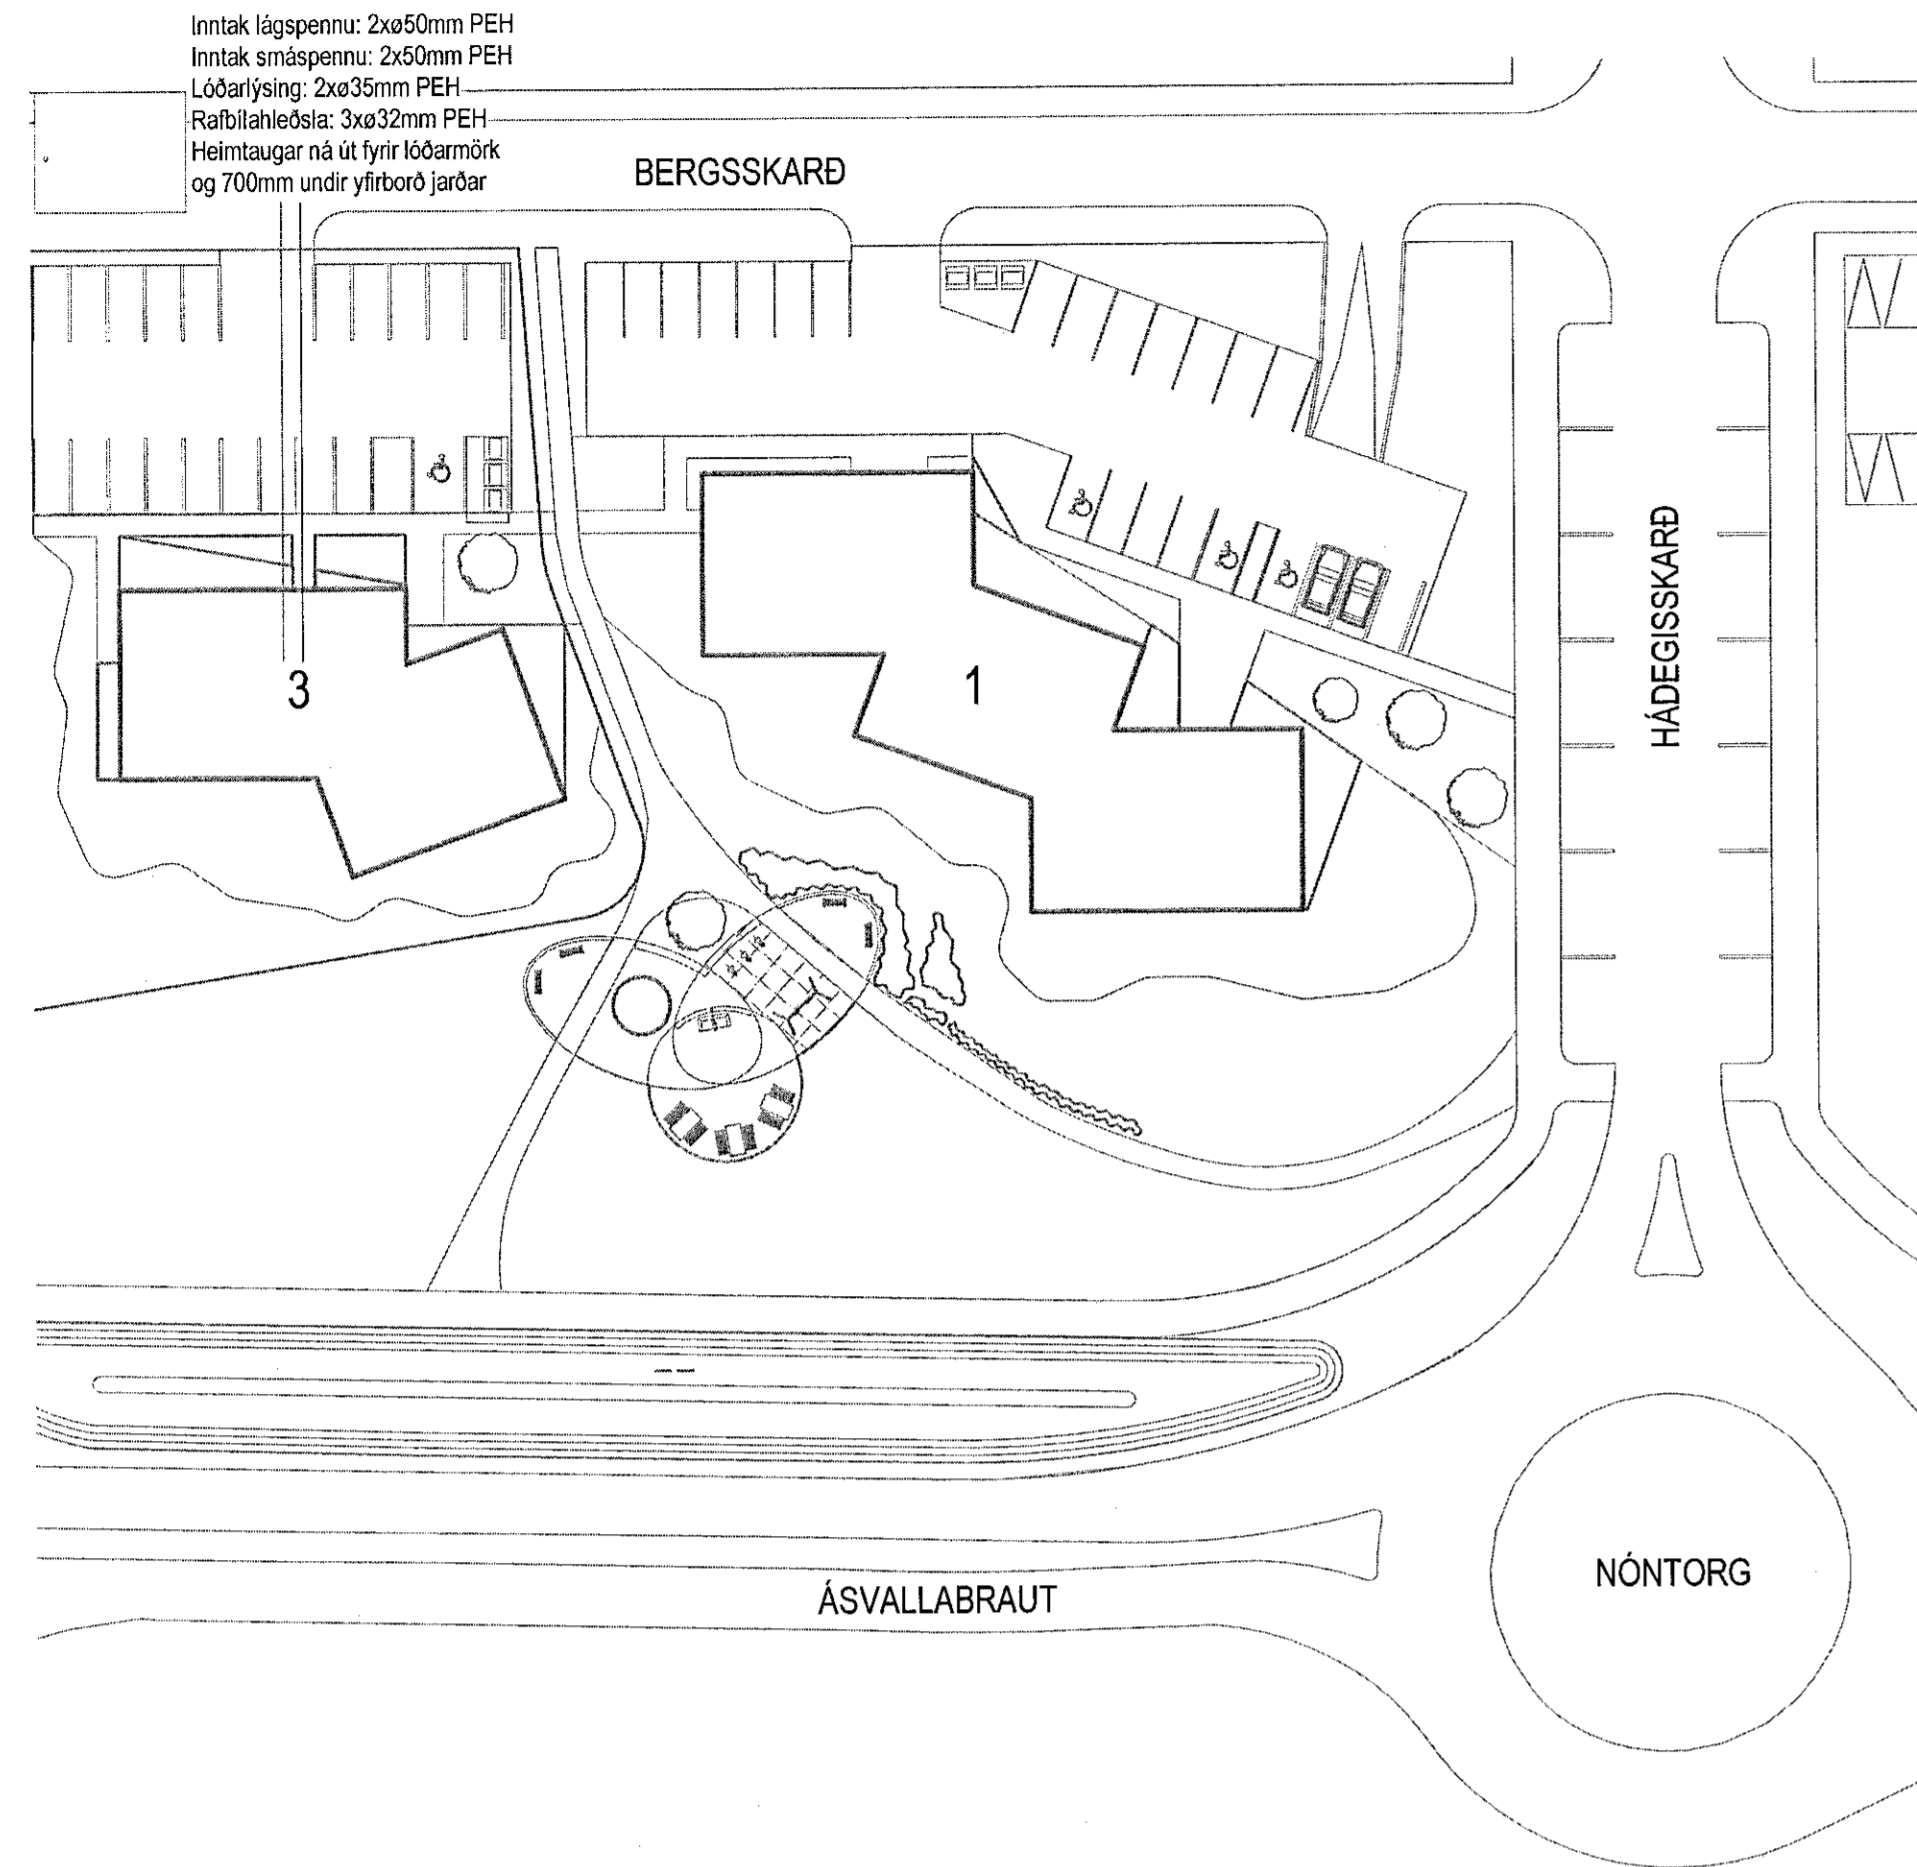 Inntak lágspennu: 2xø50mm PEH
Inntak smáspennu: 2x50mm PEH
Lóðarlýsing: 2xø35mm PEH
Rafbílahleðsla: 3xø32mm PEH
Heimtaugar ná út fyrir lóðarmörk
og 700mm undir yfirborð jarðar
BERGSSKARÐ
HÁDEGISSKARÐ
3
1
NÓNTORG
ÁSVALLABRAUT